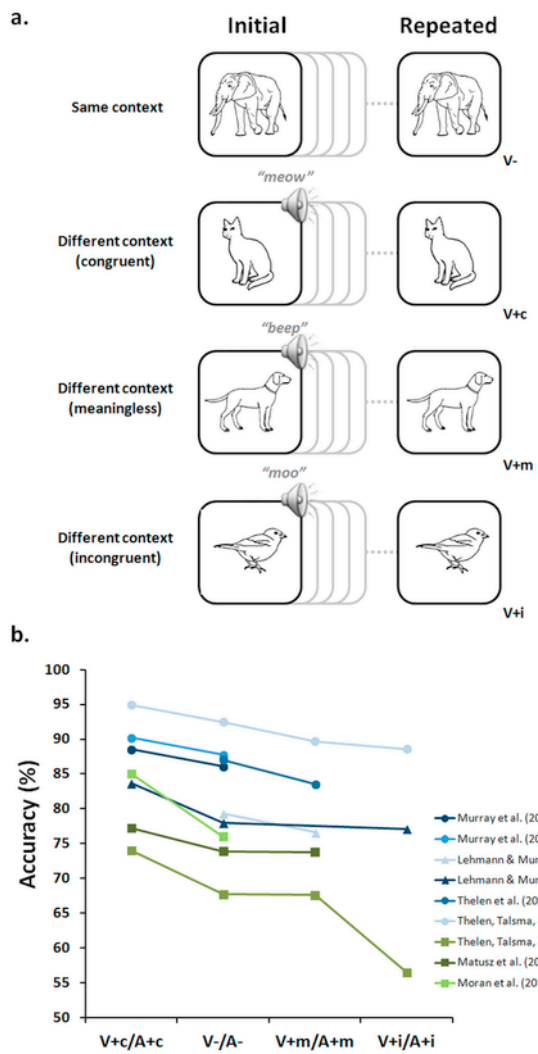 a.
Initial Repeated
Same context
V-
"meow"
Different context
(congruent)
V+c
"beep"
Different context
(meaningless)
V+m
"moo"
Different context
(incongruent)
V+i
b.
100
95
90
85
80
75
70
65
60
55
50
Accuracy (%)
V+c/A+c V-/A- V+m/A+m V+i/A+i
Murray et al. (20
Murray et al. (20
Lehmann & Mur
Lehmann & Mur
Thelen et al. (20
Thelen, Talsma,
Thelen, Talsma,
Matusz et al. (20
Moran et al. (20